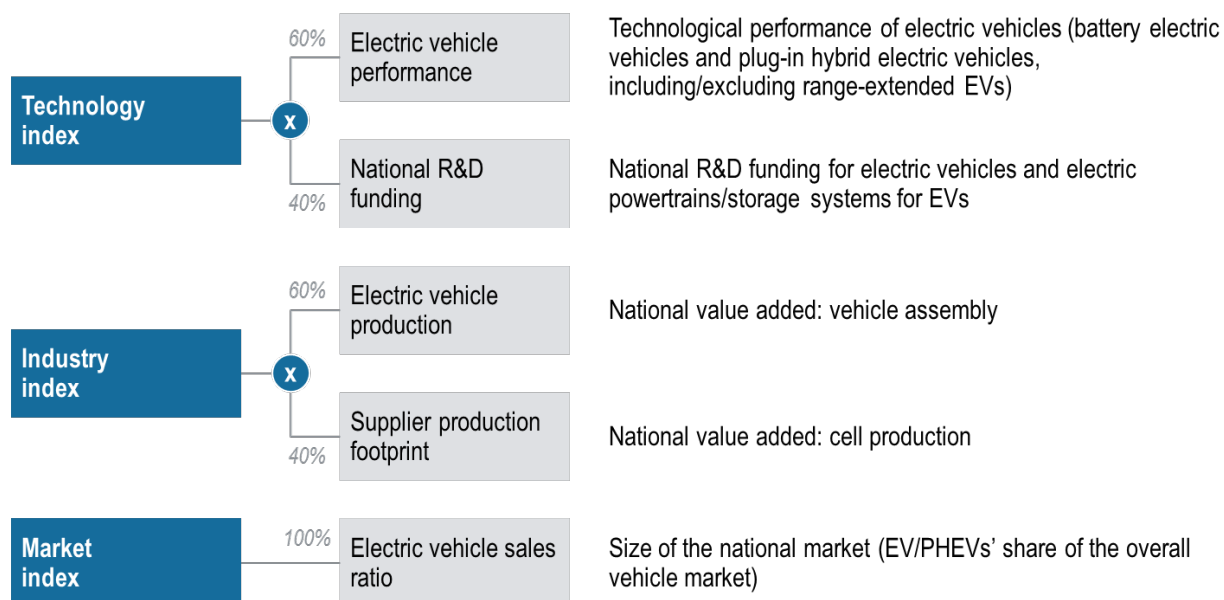 60%
Electric vehicle
performance
Technological performance of electric vehicles (battery electric
vehicles and plug-in hybrid electric vehicles,
including/excluding range-extended EVs)
Technology
index
x
40%
National R&D
funding
National R&D funding for electric vehicles and electric
powertrains/storage systems for EVs
60%
Electric vehicle
production
National value added: vehicle assembly
Industry
index
x
40%
Supplier production
footprint
National value added: cell production
Market
index
100%
Electric vehicle sales
ratio
Size of the national market (EV/PHEVs’ share of the overall
vehicle market)